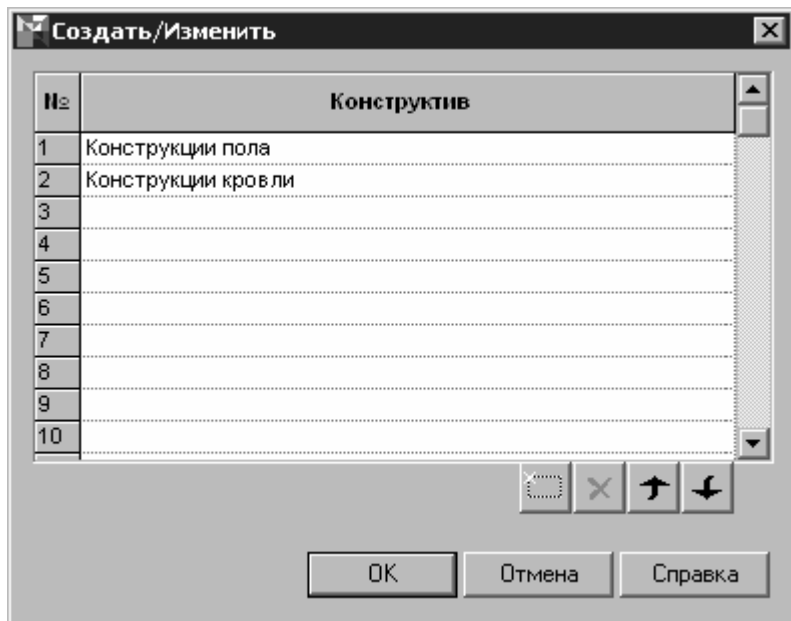 Создать/Изменить
№ Конструктив
1 Конструкции пола
2 Конструкции кровли
3
4
5
6
7
8
9
10
OK Отмена Справка